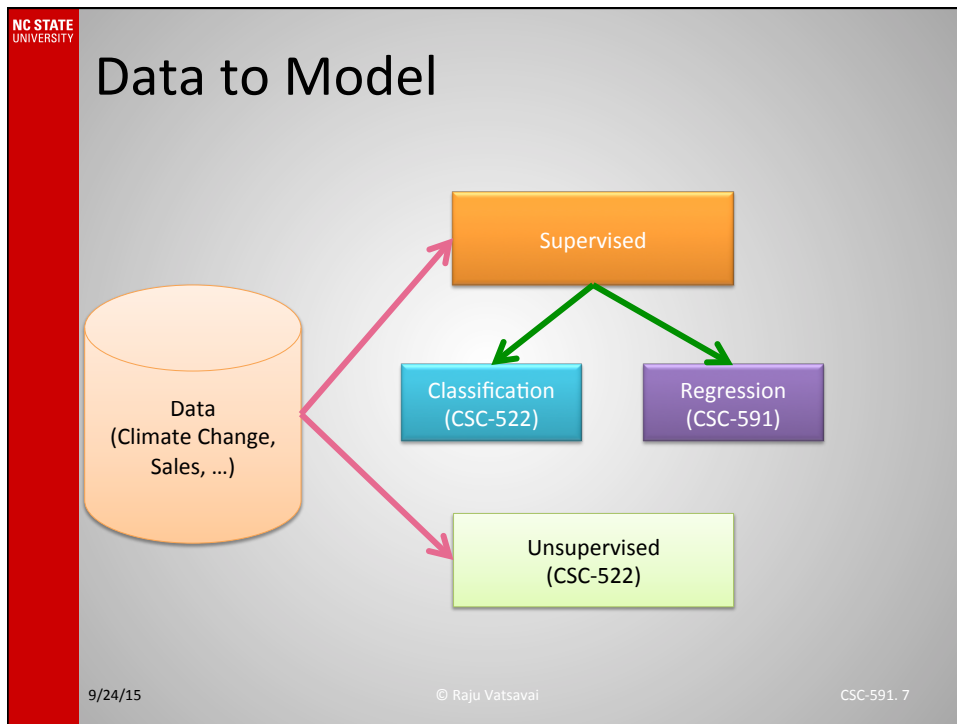 NC STATE
UNIVERSITY
Data to Model
Supervised
Data
(Climate Change,
Sales, …)
Classification
(CSC-522)
Regression
(CSC-591)
Unsupervised
(CSC-522)
9/24/15
© Raju Vatsavai
CSC-591. 7